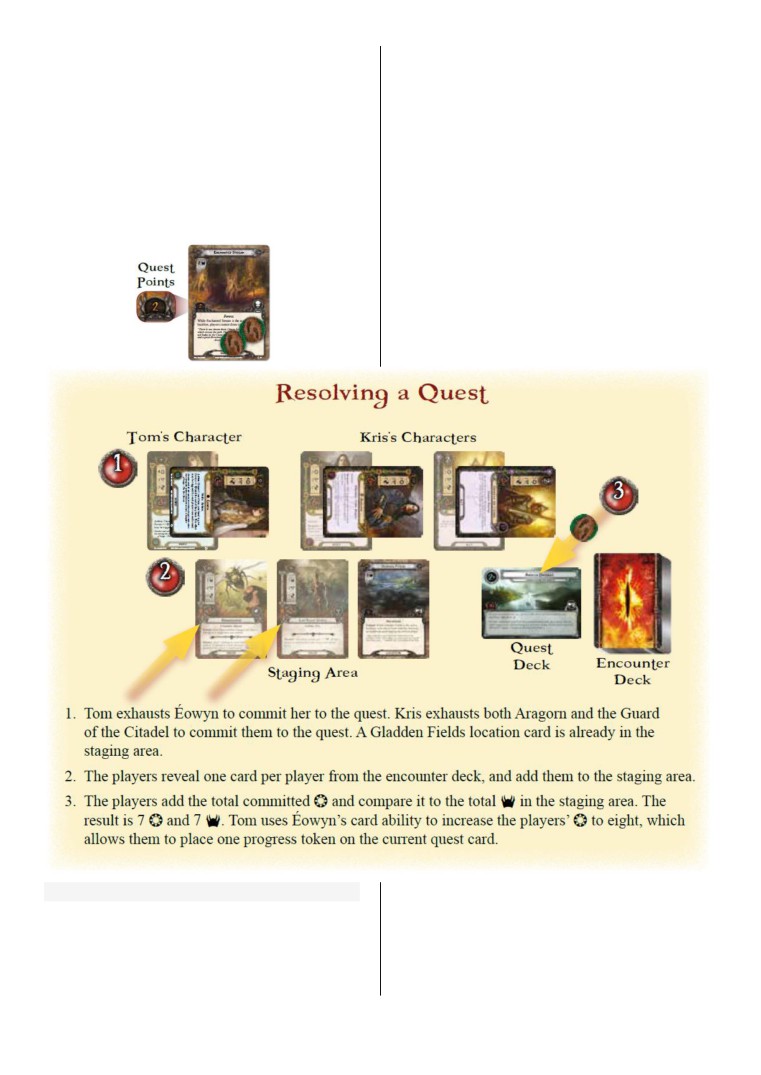 Quest
Points
2
Resolving a Quest
Tom's Character
Kris's Characters
1
3
2
Quest
Deck
Encounter
Deck
Staging Area
1. Tom exhausts Éowyn to commit her to the quest. Kris exhausts both Aragorn and the Guard
of the Citadel to commit them to the quest. A Gladden Fields location card is already in the
staging area.
2. The players reveal one card per player from the encounter deck, and add them to the staging area.
3. The players add the total committed and compare it to the total in the staging area. The
result is 7 and 7 . Tom uses Éowyn's card ability to increase the players' to eight, which
allows them to place one progress token on the current quest card.